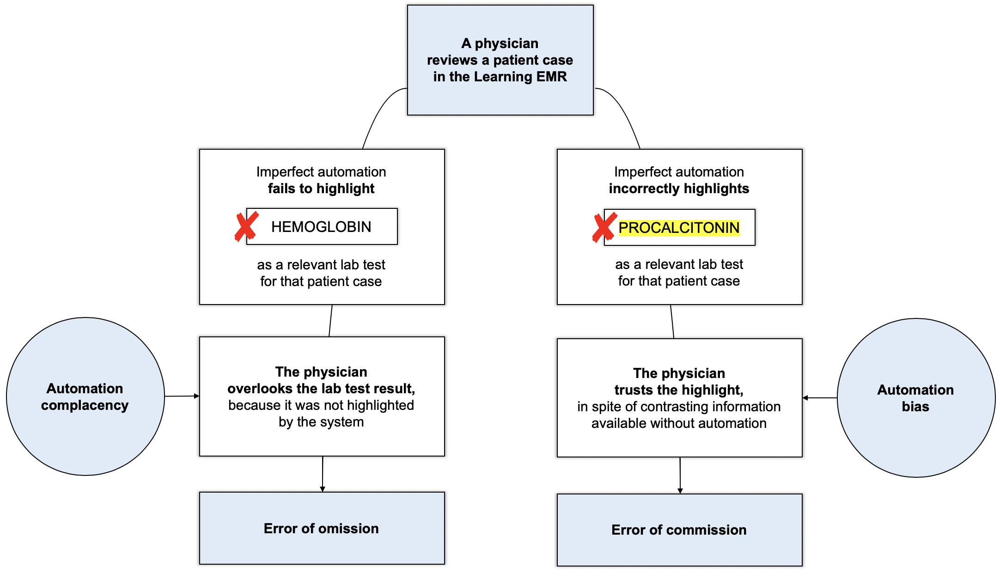 A physician
reviews a patient case
in the Learning EMR
Imperfect automation
fails to highlight
HEMOGLOBIN
as a relevant lab test
for that patient case
Imperfect automation
incorrectly highlights
PROCALCITONIN
as a relevant lab test
for that patient case
Automation
complacency
The physician
overlooks the lab test result,
because it was not highlighted
by the system
The physician
trusts the highlight,
in spite of contrasting information
available without automation
Automation
bias
Error of omission
Error of commission